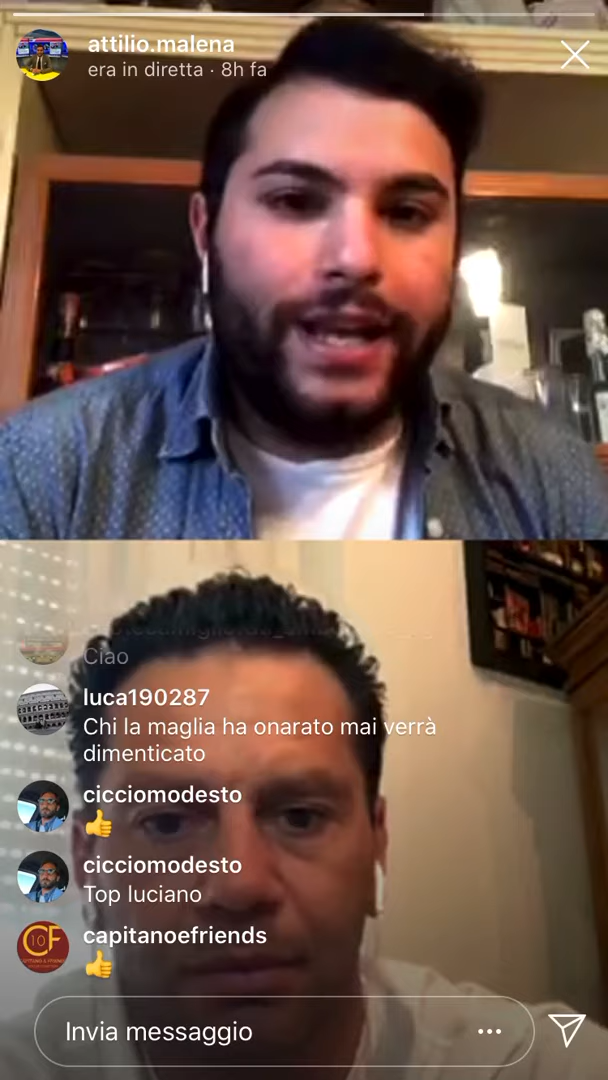 attilio.malena
era in diretta · 8h fa
Ciao
luca190287
Chi la maglia ha onarato mai verrà
dimenticato
cicciomodesto
👍
cicciomodesto
Top luciano
capitanoefriends
👍
Invia messaggio